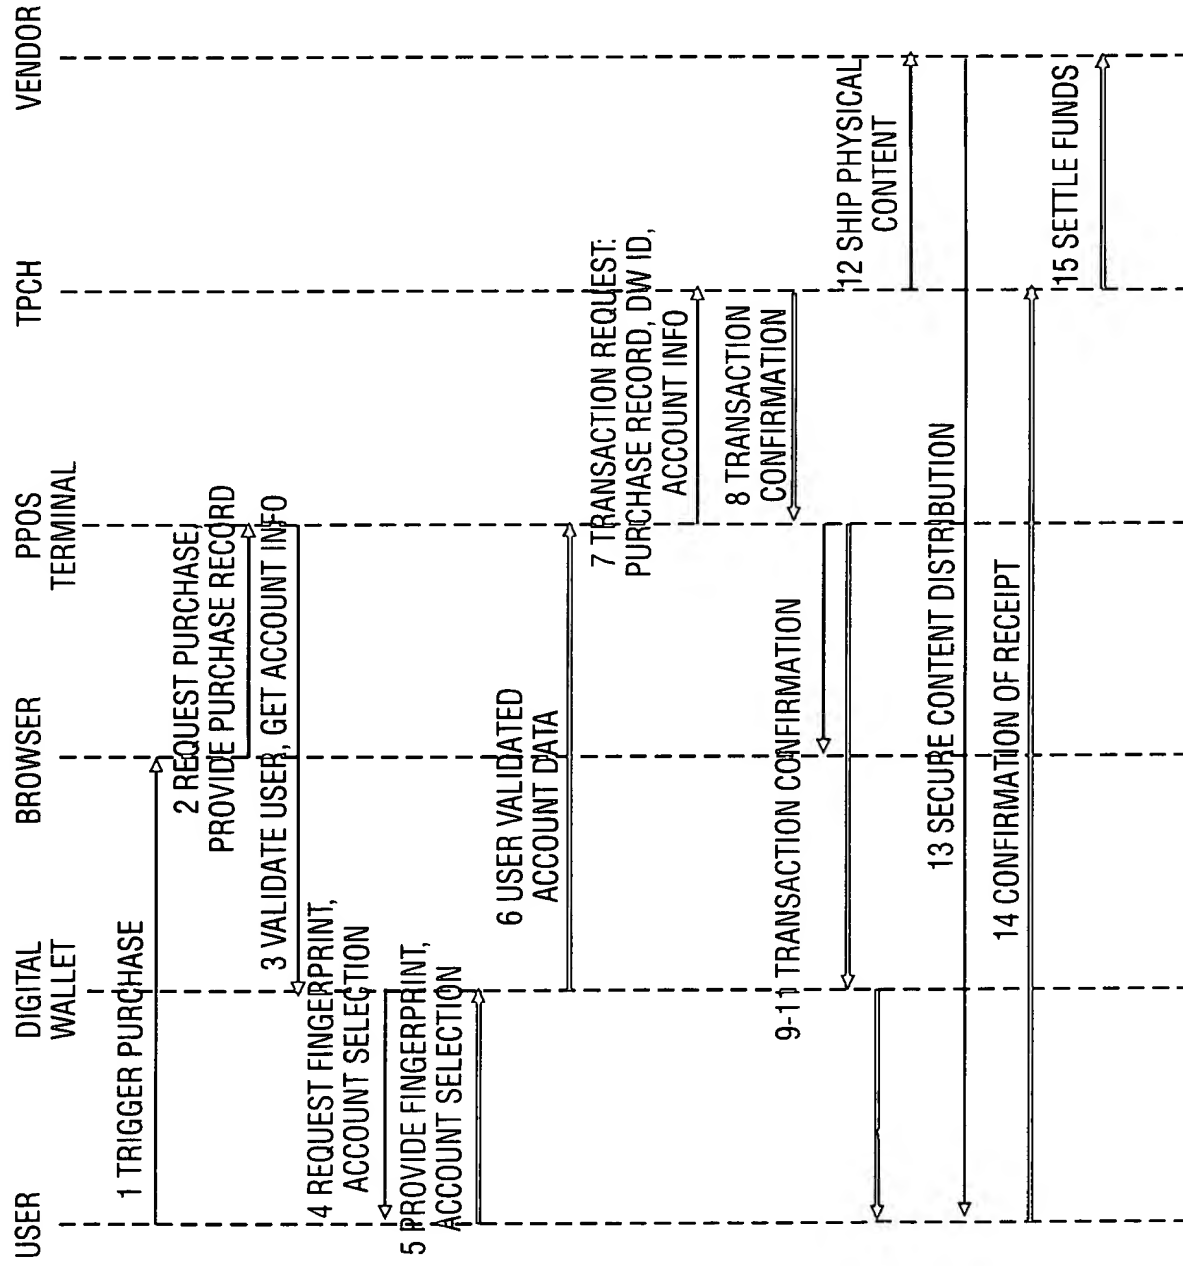 USER
DIGITAL
WALLET
BROWSER
PPOS
TERMINAL
TPCH
VENDOR
1 TRIGGER PURCHASE
2 REQUEST PURCHASE,
PROVIDE PURCHASE RECORD
3 VALIDATE USER, GET ACCOUNT INFO
4 REQUEST FINGERPRINT,
ACCOUNT SELECTION
5 PROVIDE FINGERPRINT,
ACCOUNT SELECTION
6 USER VALIDATED
ACCOUNT DATA
7 TRANSACTION REQUEST:
PURCHASE RECORD, DW ID,
ACCOUNT INFO
8 TRANSACTION
CONFIRMATION
9-11 TRANSACTION CONFIRMATION
12 SHIP PHYSICAL
CONTENT
13 SECURE CONTENT DISTRIBUTION
14 CONFIRMATION OF RECEIPT
15 SETTLE FUNDS